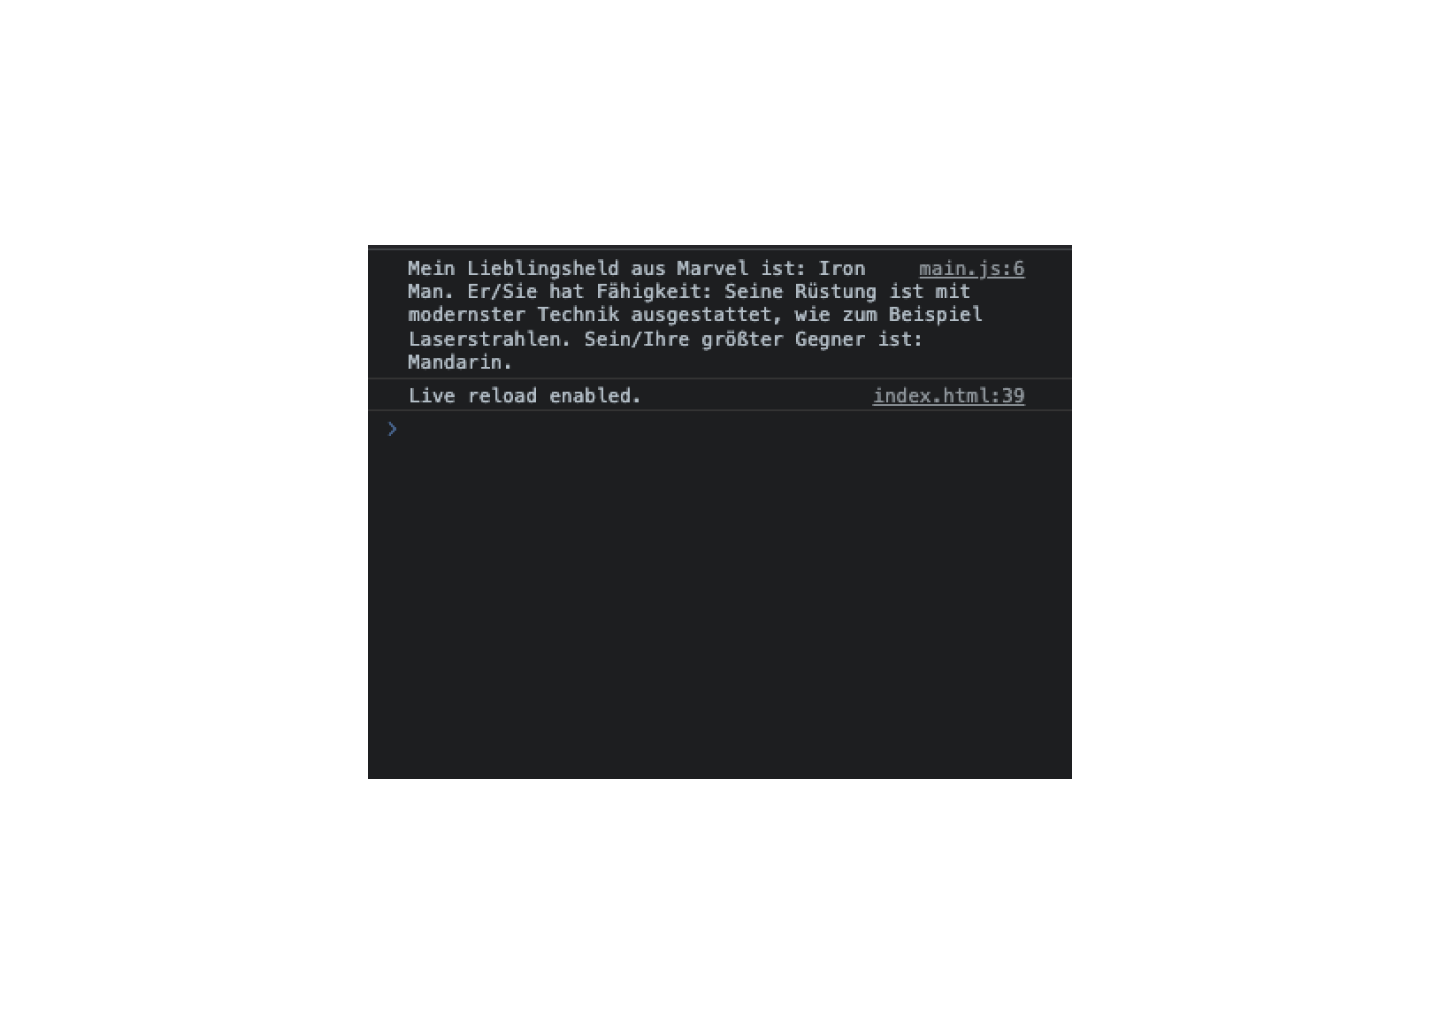 Mein Lieblingsheld aus Marvel ist: Iron main.js:6
Man. Er/Sie hat Fähigkeit: Seine Rüstung ist mit
modernster Technik ausgestattet, wie zum Beispiel
Laserstrahlen. Sein/Ihre größter Gegner ist:
Mandarin.
Live reload enabled. index.html:39